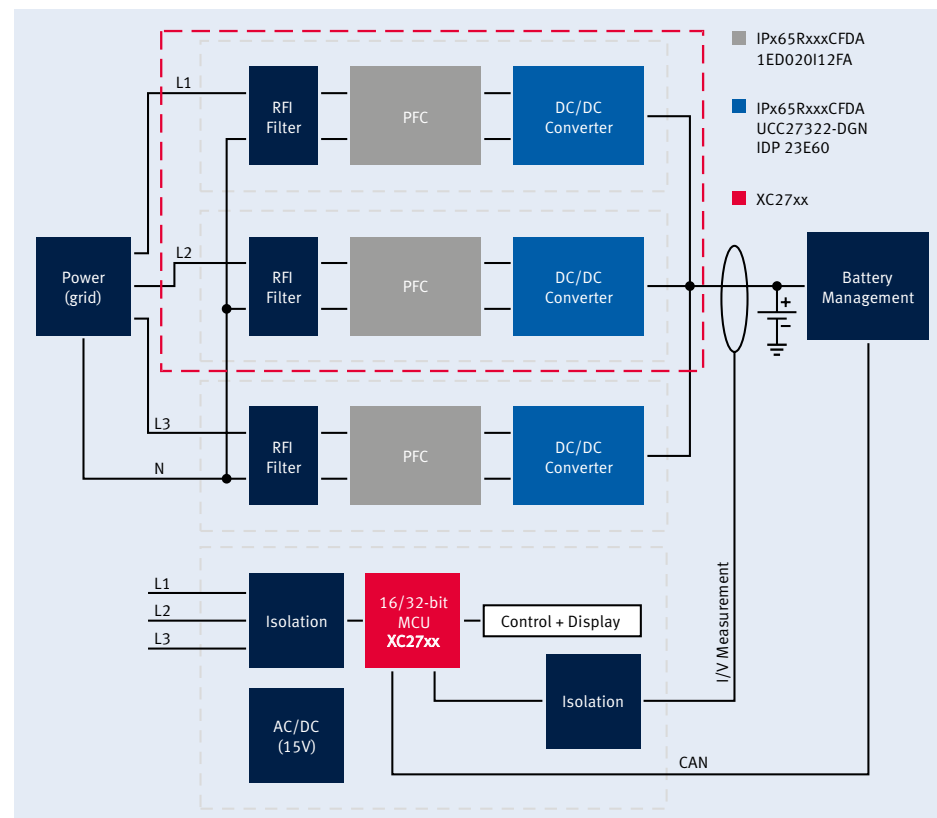 IPx65RxxxCFDA
1ED020I12FA
IPx65RxxxCFDA
UCC27322-DGN
IDP 23E60
XC27xx
L1
RFI
Filter
PFC
DC/DC
Converter
Power
(grid)
L2
RFI
Filter
PFC
DC/DC
Converter
+
−
Battery
Management
L3
N
RFI
Filter
PFC
DC/DC
Converter
L1
L2
L3
Isolation
16/32-bit
MCU
XC27xx
Control + Display
I/V Measurement
Isolation
AC/DC
(15V)
CAN